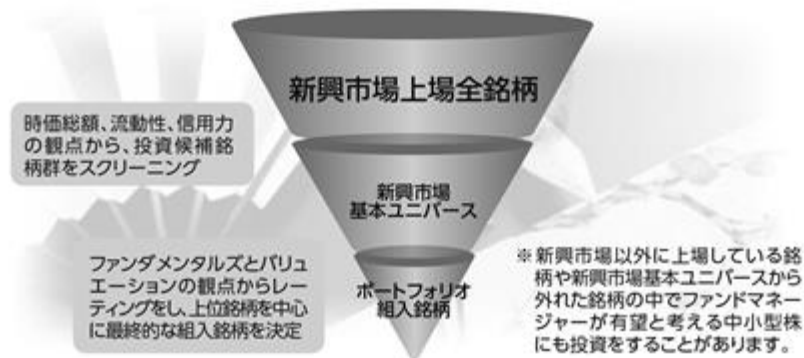 新興市場上場全銘柄
時価総額、流動性、信用力
の観点から、投資候補銘
柄群をスクリーニング
新興市場
基本ユニバース
ファンダメンタルズとバリュ
エーションの観点からレー
ティングをし、上位銘柄を中心
に最終的な組入銘柄を決定
ポートフォリオ
組入銘柄
※新興市場以外に上場している銘
柄や新興市場基本ユニバースから
外れた銘柄の中でファンドマネー
ジャーが有望と考える中小型株
にも投資をすることがあります。